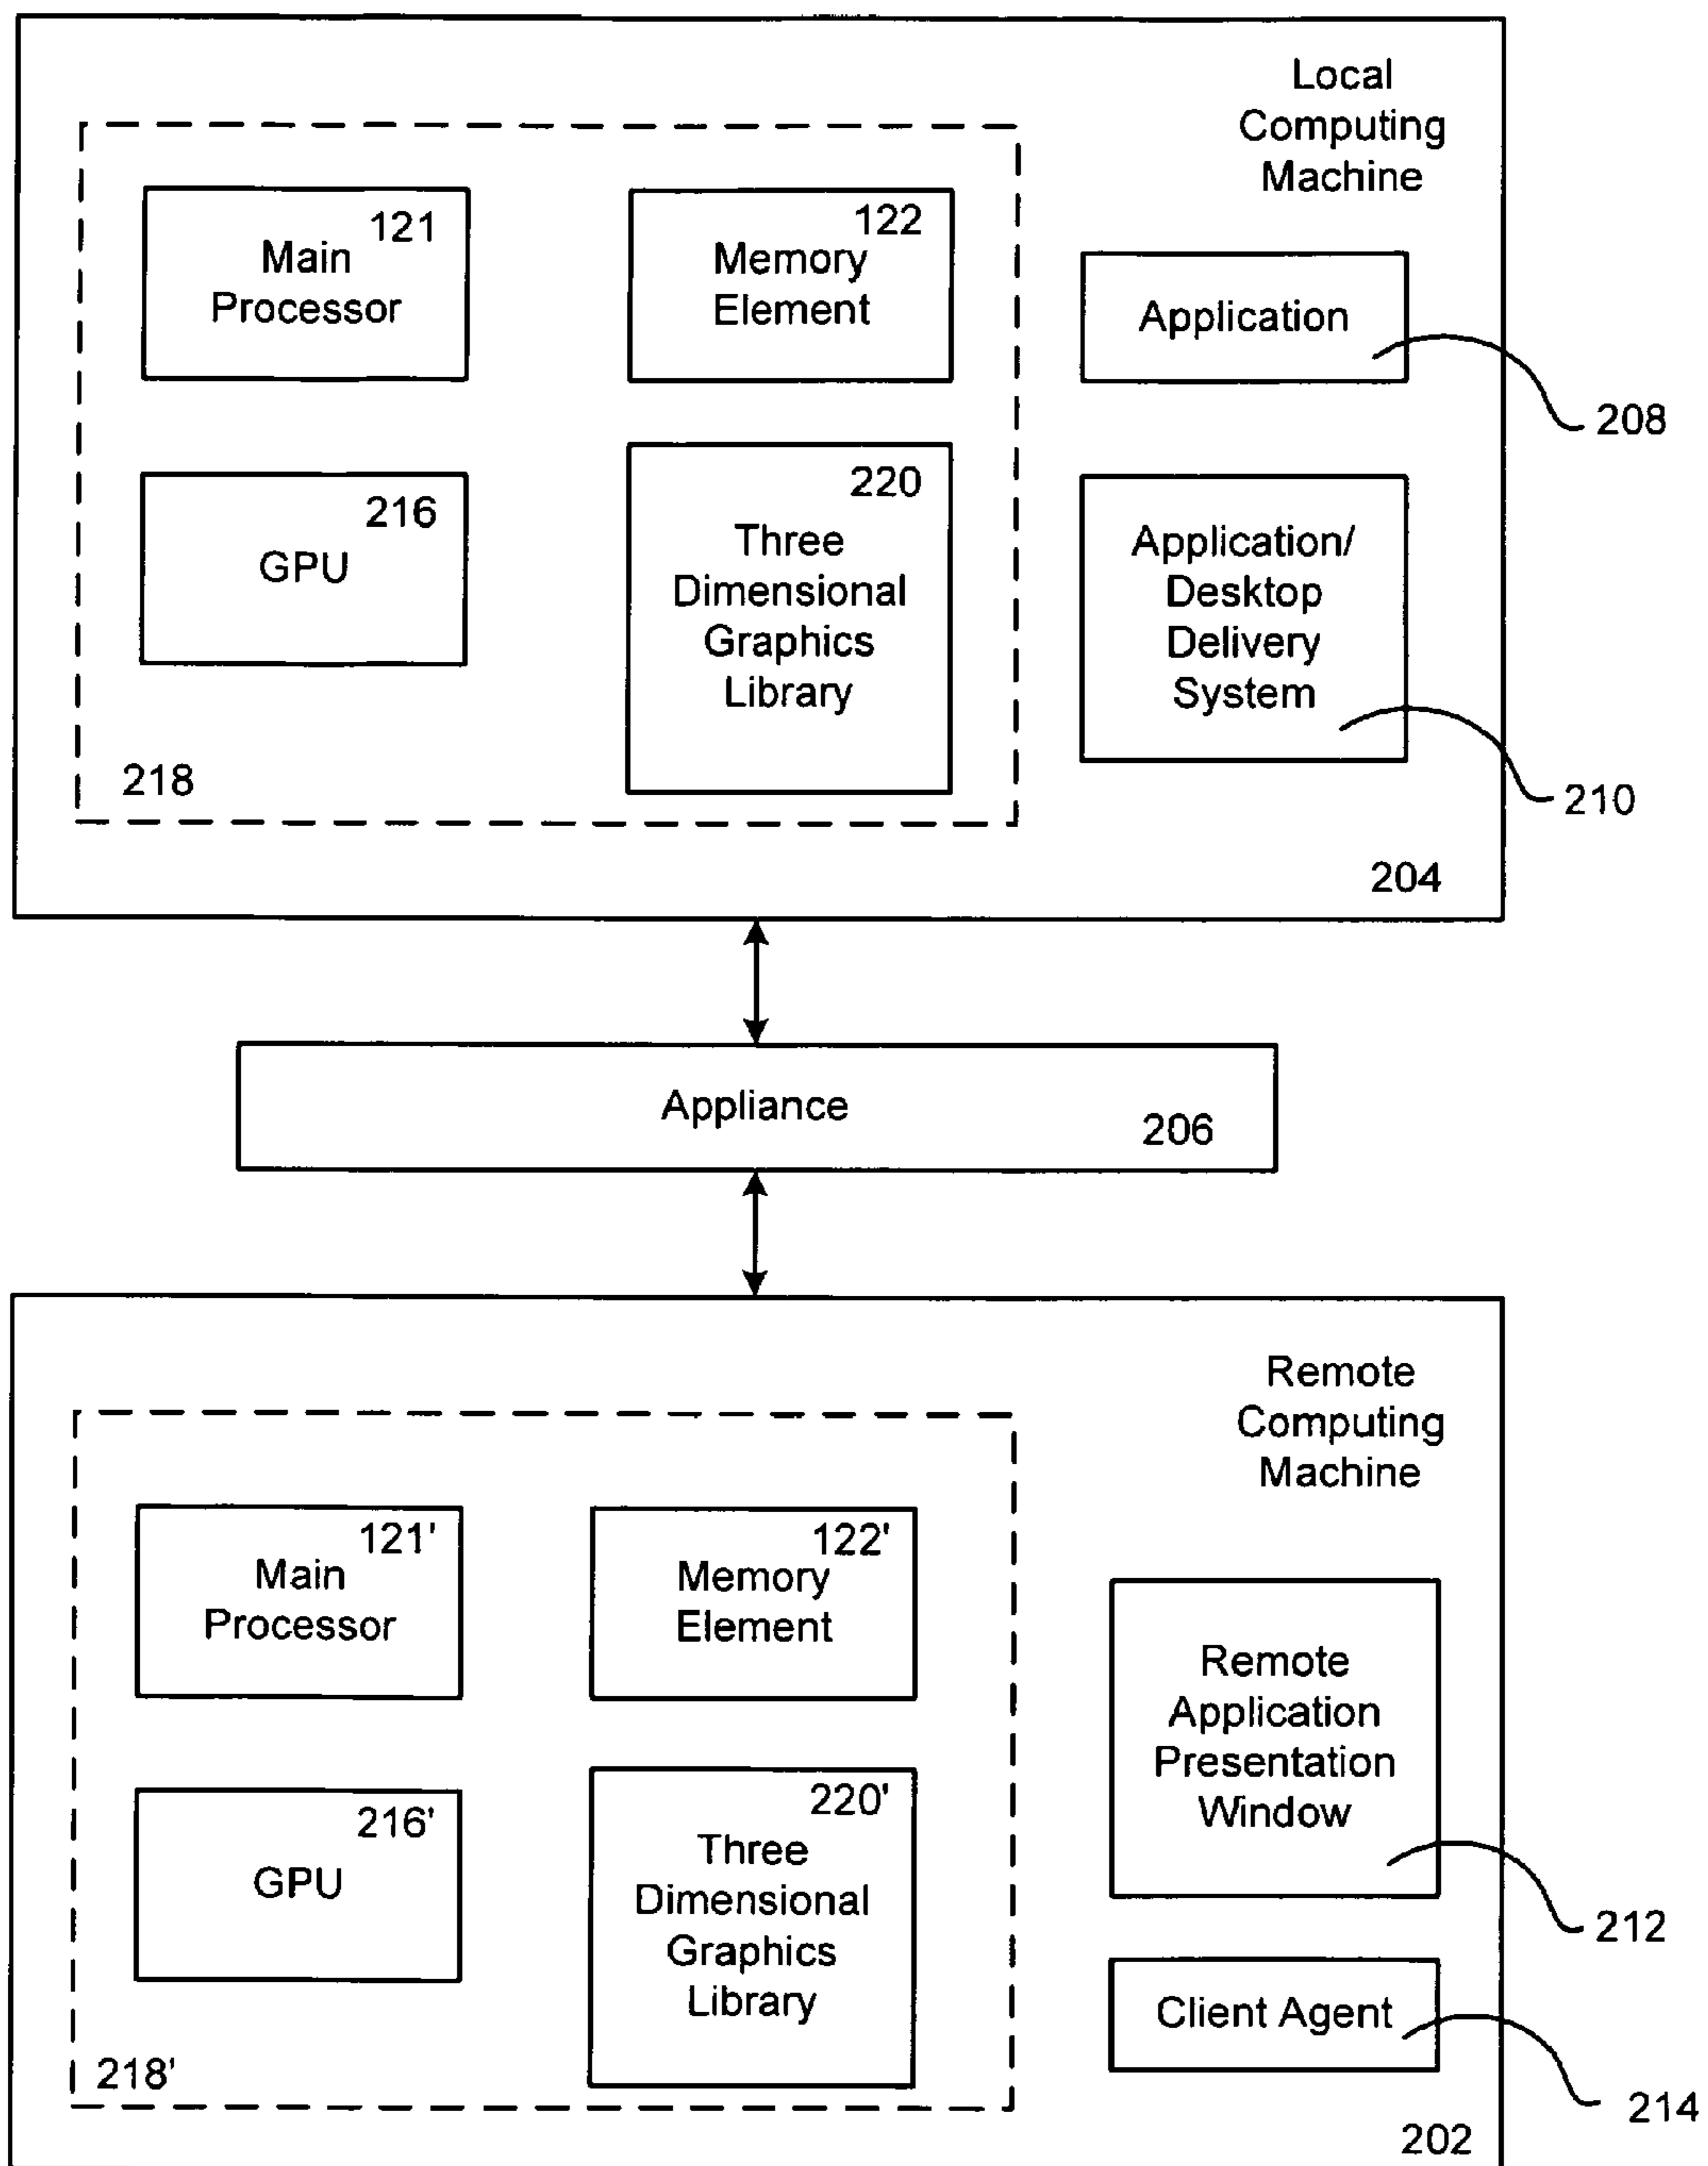 Local
Computing
Machine
121
Main
Processor
122
Memory
Element
Application
208
216
GPU
220
Three
Dimensional
Graphics
Library
Application/
Desktop
Delivery
System
210
218
204
Appliance
206
Remote
Computing
Machine
121'
Main
Processor
122'
Memory
Element
Remote
Application
Presentation
Window
212
216'
GPU
220'
Three
Dimensional
Graphics
Library
Client Agent
214
218'
202